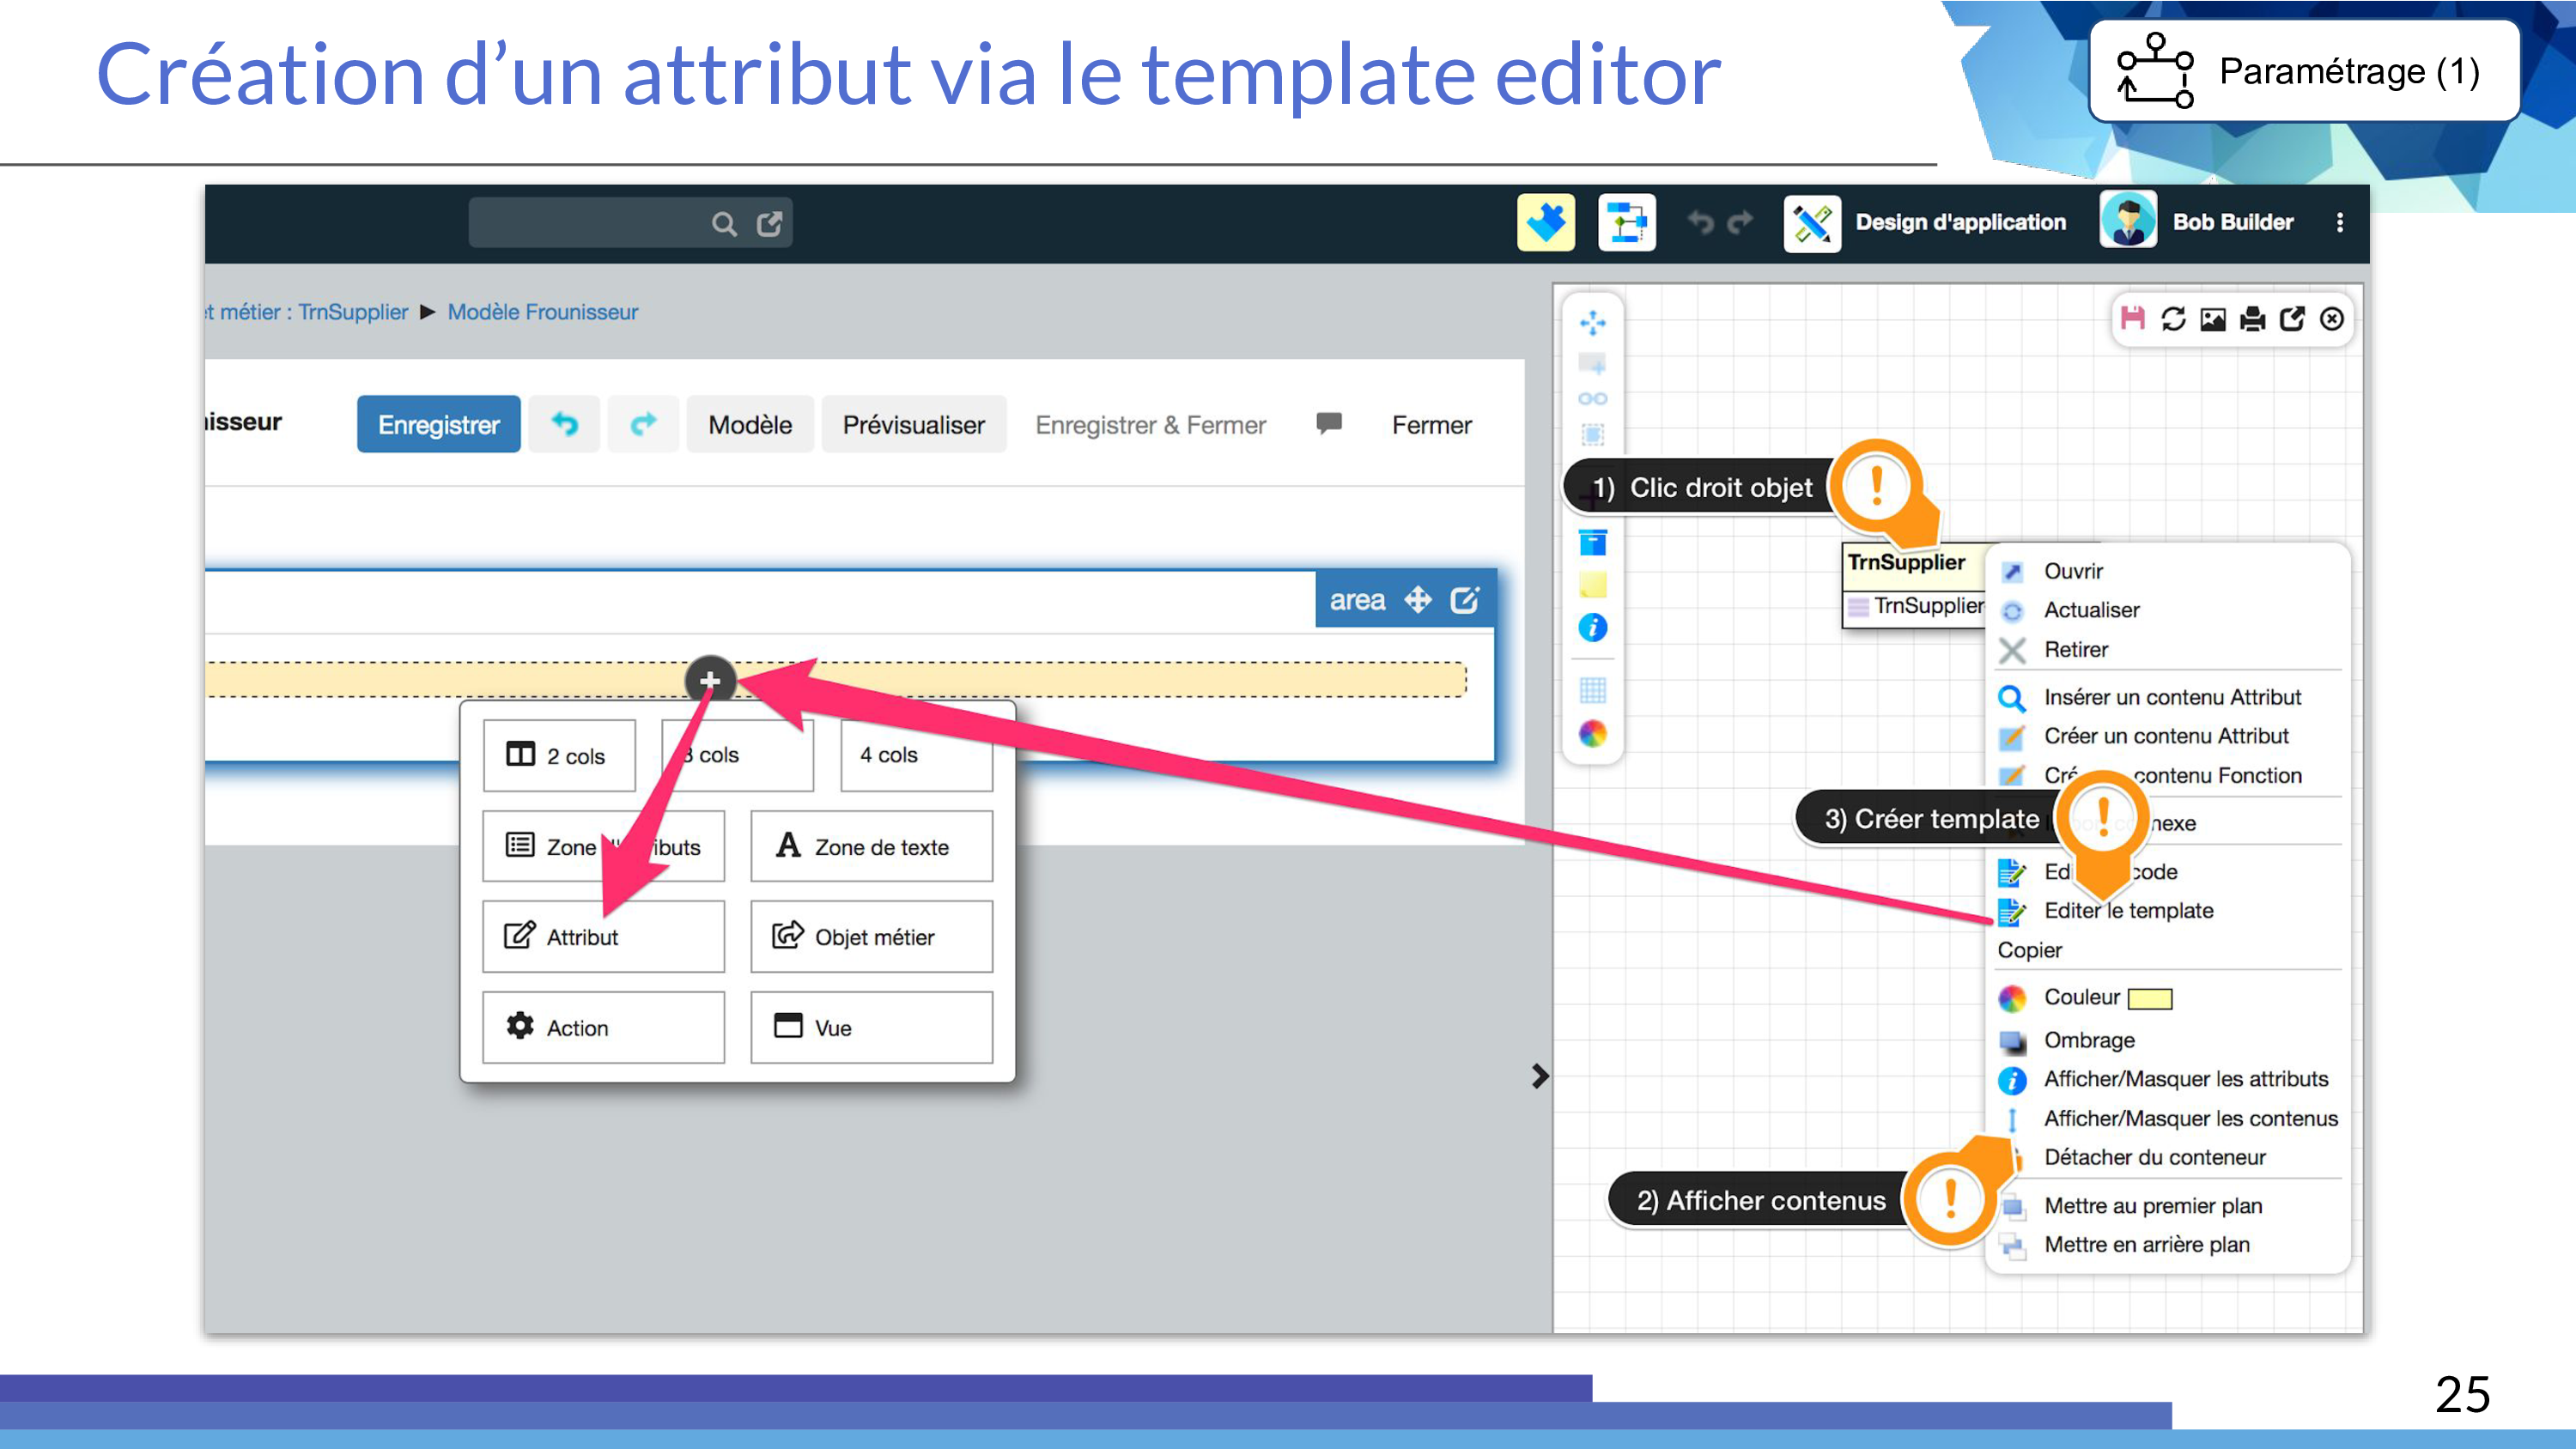 Création d’un attribut via le template editor
Paramétrage (1)
Design d'application
Bob Builder
t métier : TrnSupplier ► Modèle Frounisseur
isseur
Enregistrer
Modèle
Prévisualiser
Enregistrer & Fermer
Fermer
area
2 cols
cols
4 cols
Zone
ibuts
Zone de texte
Attribut
Objet métier
Action
Vue
1) Clic droit objet
TrnSupplier
TrnSupplier
Ouvrir
Actualiser
Retirer
Insérer un contenu Attribut
Créer un contenu Attribut
Cré
contenu Fonction
3) Créer template
nexe
Ed
code
Editer le template
Copier
Couleur
Ombrage
Afficher/Masquer les attributs
Afficher/Masquer les contenus
Détacher du conteneur
2) Afficher contenus
Mettre au premier plan
Mettre en arrière plan
25